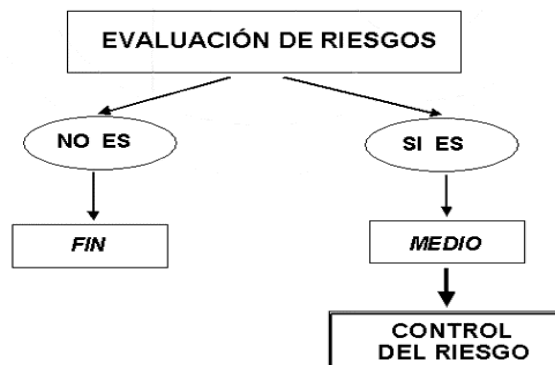 EVALUACIÓN DE RIESGOS
NO ES
SI ES
FIN
MEDIO
CONTROL
DEL RIESGO